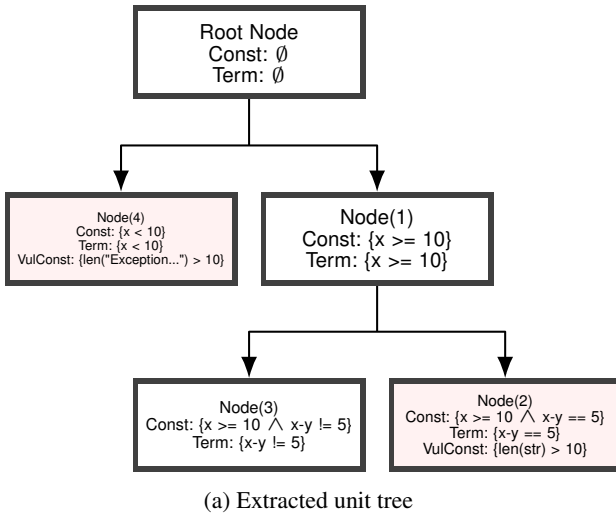 Root Node
Const: ∅
Term: ∅
Node(4)
Const: {x < 10}
Term: {x < 10}
VulConst: {len("Exception...") > 10}
Node(1)
Const: {x >= 10}
Term: {x >= 10}
Node(3)
Const: {x >= 10 ∧ x-y != 5}
Term: {x-y != 5}
Node(2)
Const: {x >= 10 ∧ x-y == 5}
Term: {x-y == 5}
VulConst: {len(str) > 10}
(a) Extracted unit tree